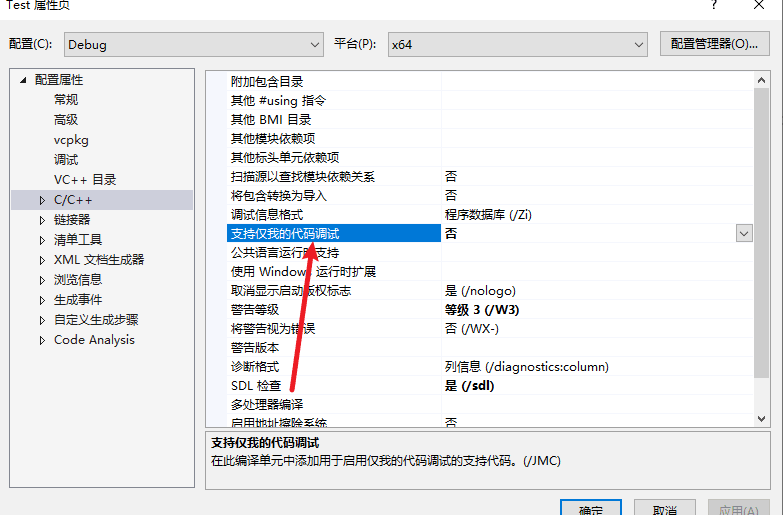 Test 属性页
?
配置(C):
Debug
平台(P):
x64
配置管理器(O)...
配置属性
常规
高级
vcpkg
调试
VC++ 目录
C/C++
链接器
清单工具
XML 文档生成器
浏览信息
生成事件
自定义生成步骤
Code Analysis
附加包含目录
其他 #using 指令
其他 BMI 目录
其他模块依赖项
其他标头单元依赖项
扫描源以查找模块依赖关系 否
将包含转换为导入 否
调试信息格式 程序数据库 (/Zi)
支持仅我的代码调试 否
公共语言运行时支持
使用 Windows 运行时扩展
取消显示启动版权标志 是 (/nologo)
警告等级 等级 3 (/W3)
将警告视为错误 否 (/WX-)
警告版本
诊断格式 列信息 (/diagnostics:column)
SDL 检查 是 (/sdl)
多处理器编译
启用地址擦除系统 否
支持仅我的代码调试
在此编译单元中添加用于启用仅我的代码调试的支持代码。(/JMC)
确定
取消
应用(A)